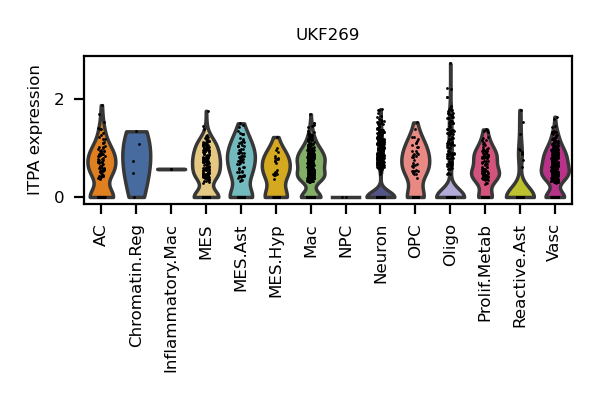 UKF269
ITPA expression
2
0
AC
Chromatin.Reg
Inflammatory.Mac
MES
MES.Ast
MES.Hyp
Mac
NPC
Neuron
OPC
Oligo
Prolif.Metab
Reactive.Ast
Vasc